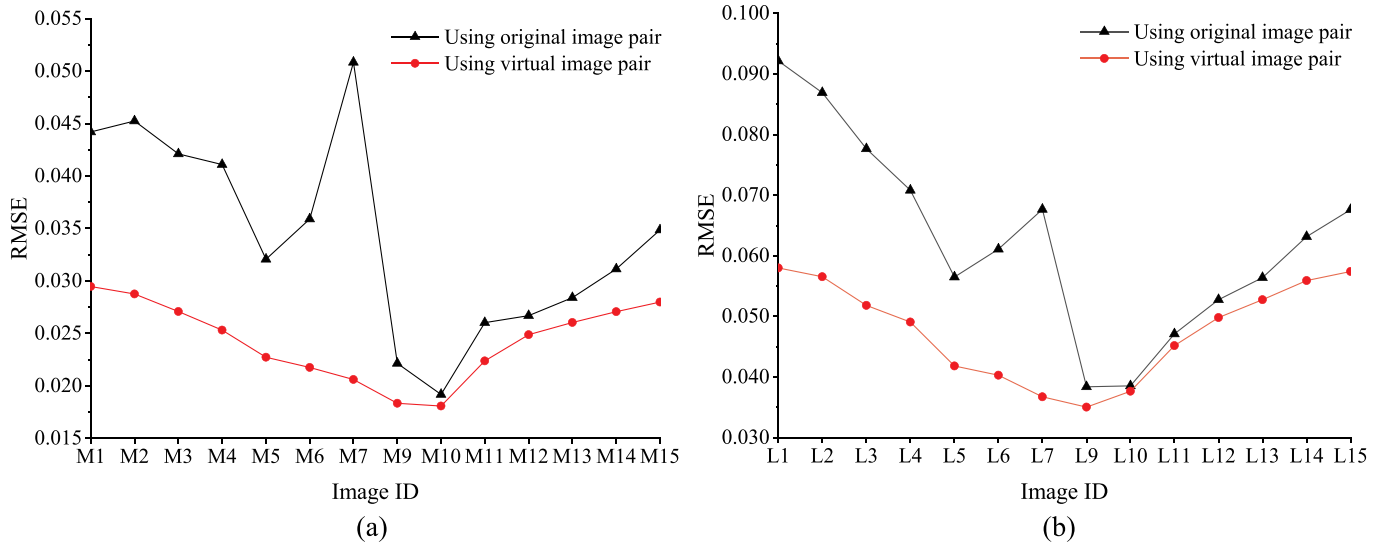 0.055
0.050
0.045
0.040
0.035
0.030
0.025
0.020
0.015
RMSE
Using original image pair
Using virtual image pair
M1 M2 M3 M4 M5 M6 M7 M9 M10 M11 M12 M13 M14 M15
Image ID
(a)
0.100
0.090
0.080
0.070
0.060
0.050
0.040
0.030
RMSE
Using original image pair
Using virtual image pair
L1 L2 L3 L4 L5 L6 L7 L9 L10 L11 L12 L13 L14 L15
Image ID
(b)